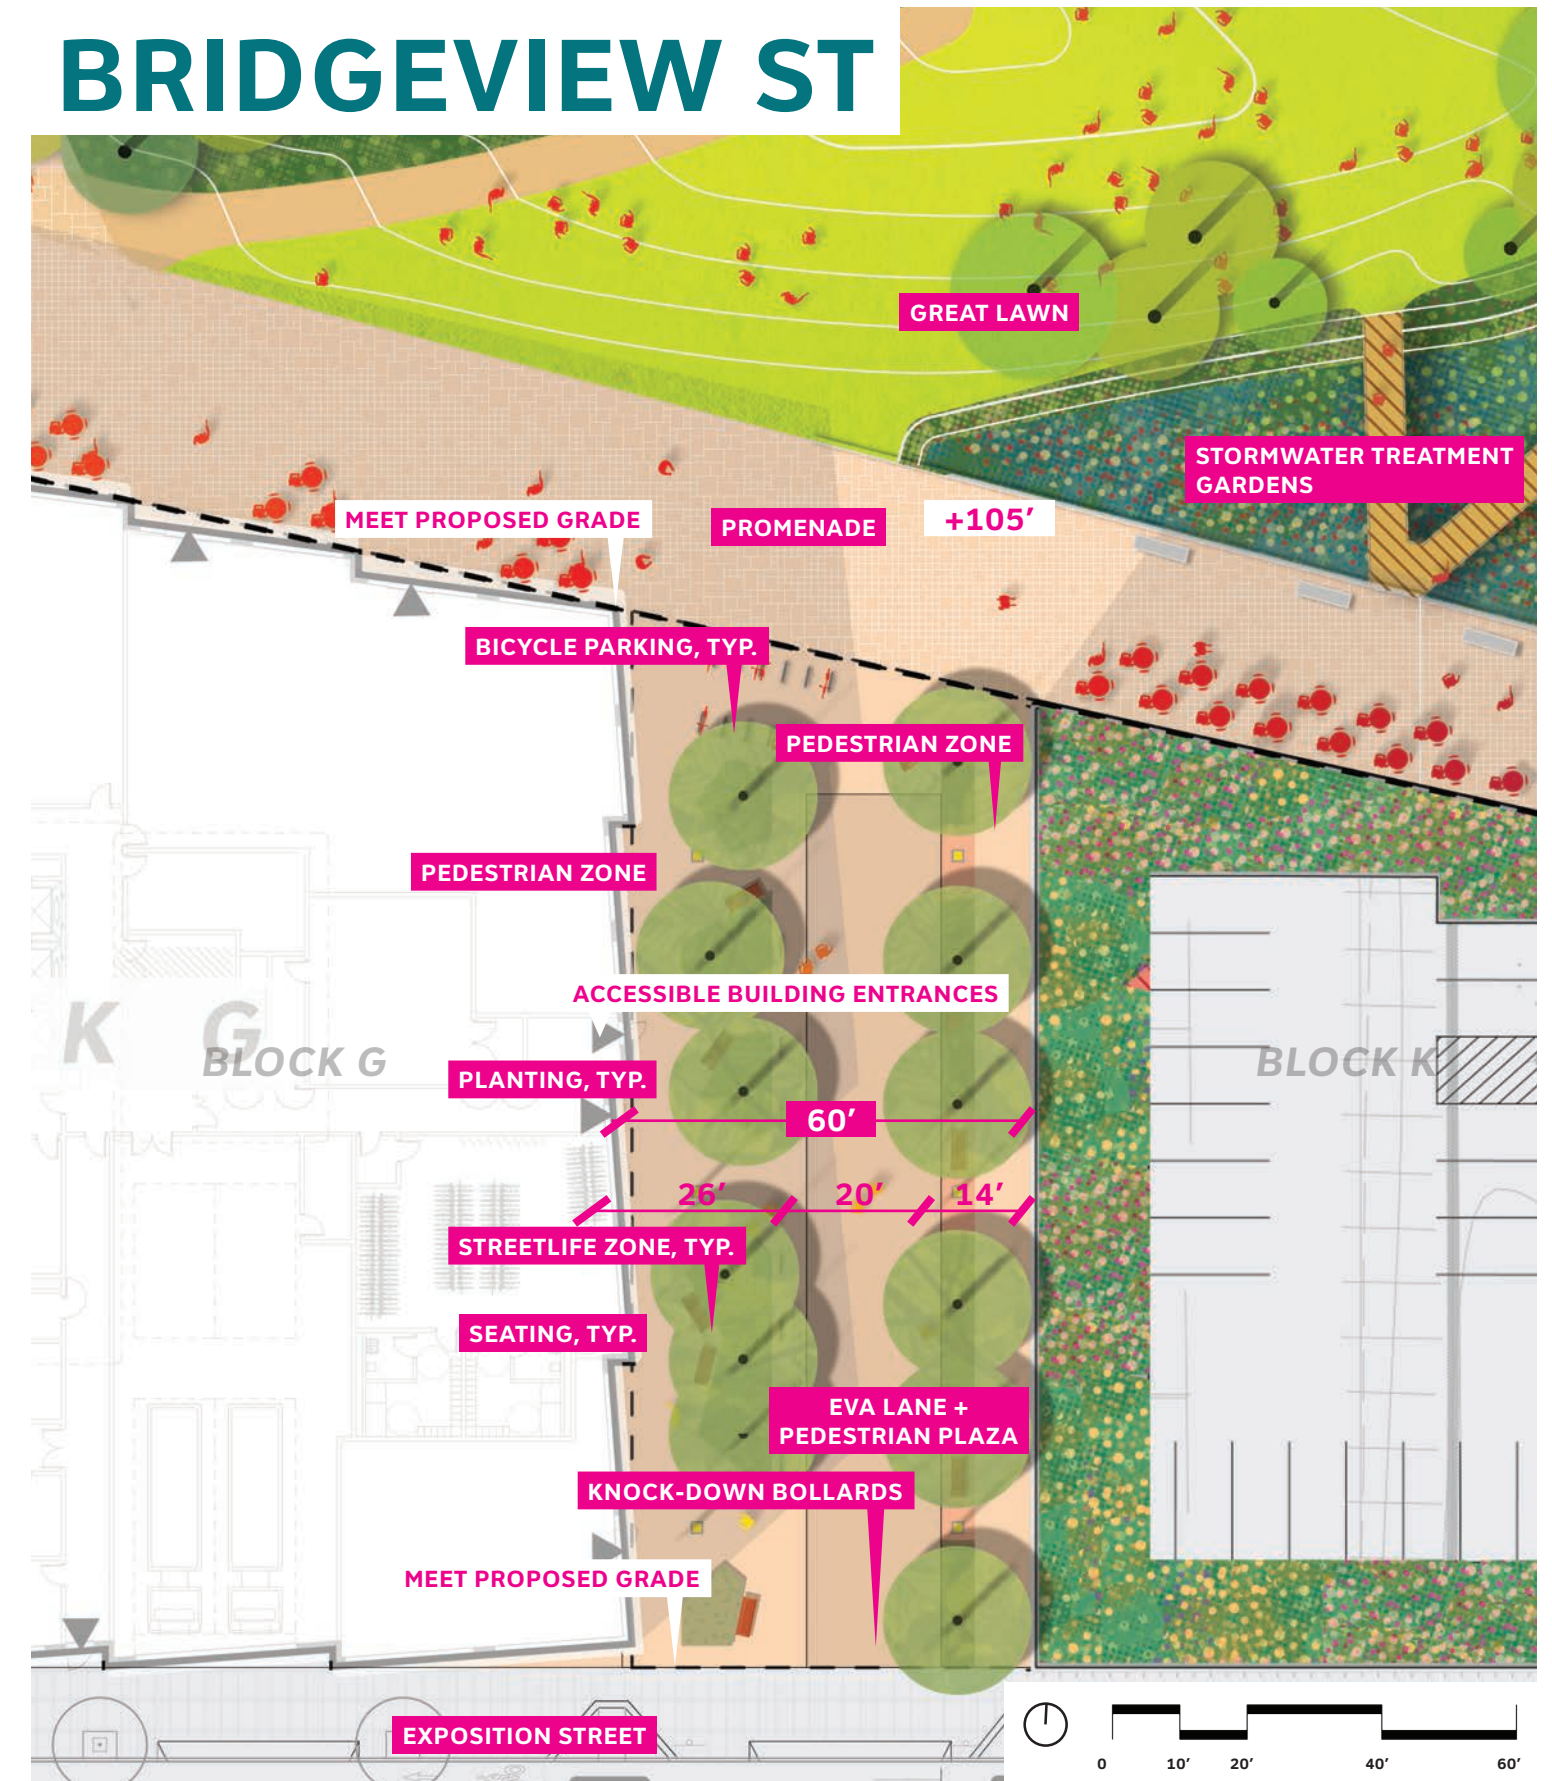 BRIDGEVIEW ST
GREAT LAWN
STORMWATER TREATMENT
GARDENS
MEET PROPOSED GRADE
PROMENADE
+105’
BICYCLE PARKING, TYP.
PEDESTRIAN ZONE
PEDESTRIAN ZONE
ACCESSIBLE BUILDING ENTRANCES
K G
BLOCK G
BLOCK K
PLANTING, TYP.
60’
26’ 20’ 14’
STREETLIFE ZONE, TYP.
SEATING, TYP.
EVA LANE +
PEDESTRIAN PLAZA
KNOCK-DOWN BOLLARDS
MEET PROPOSED GRADE
EXPOSITION STREET
0 10’ 20’ 40’ 60’